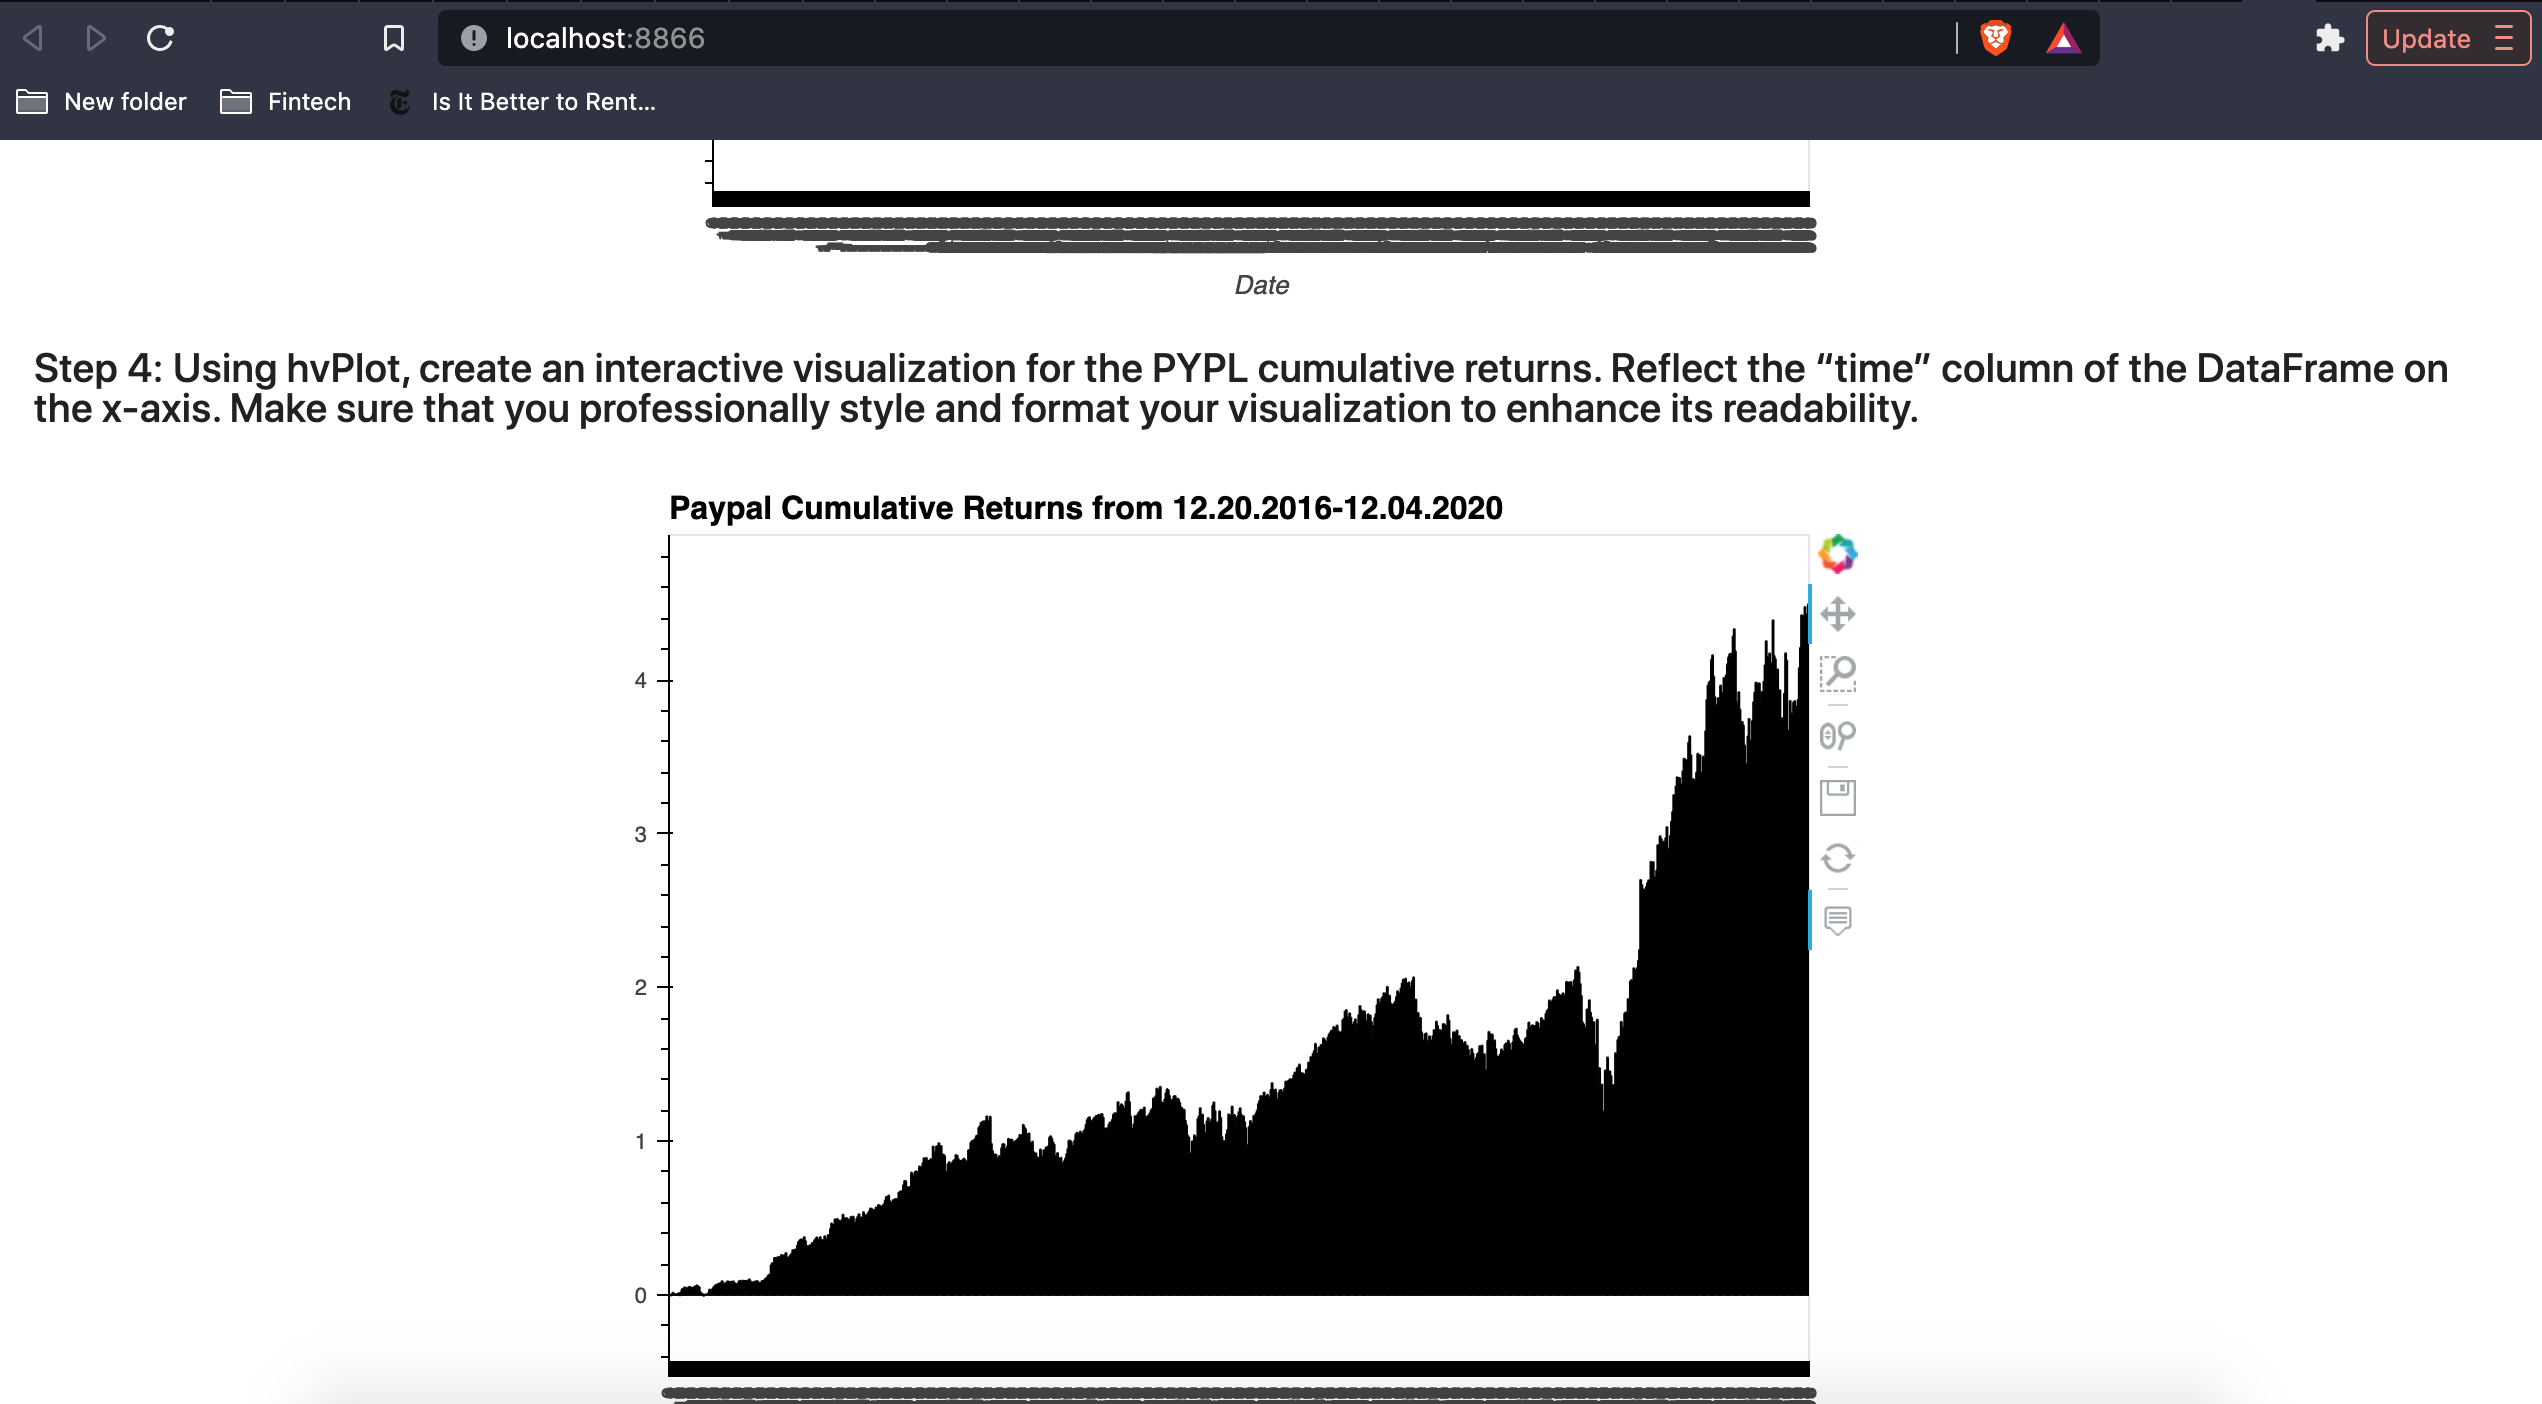 localhost:8866
Update
New folder
Fintech
Is It Better to Rent...
Date
Step 4: Using hvPlot, create an interactive visualization for the PYPL cumulative returns. Reflect the “time” column of the DataFrame on
the x-axis. Make sure that you professionally style and format your visualization to enhance its readability.
Paypal Cumulative Returns from 12.20.2016-12.04.2020
4
3
2
1
0